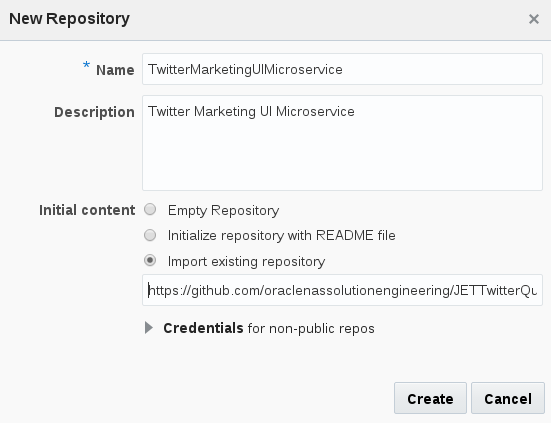 New Repository
* Name TwitterMarketingUIMicroservice
Description Twitter Marketing UI Microservice
Initial content Empty Repository
Initialize repository with README file
Import existing repository
https://github.com/oraclenassolutionengineering/JETTwitterQu
Credentials for non-public repos
Create Cancel